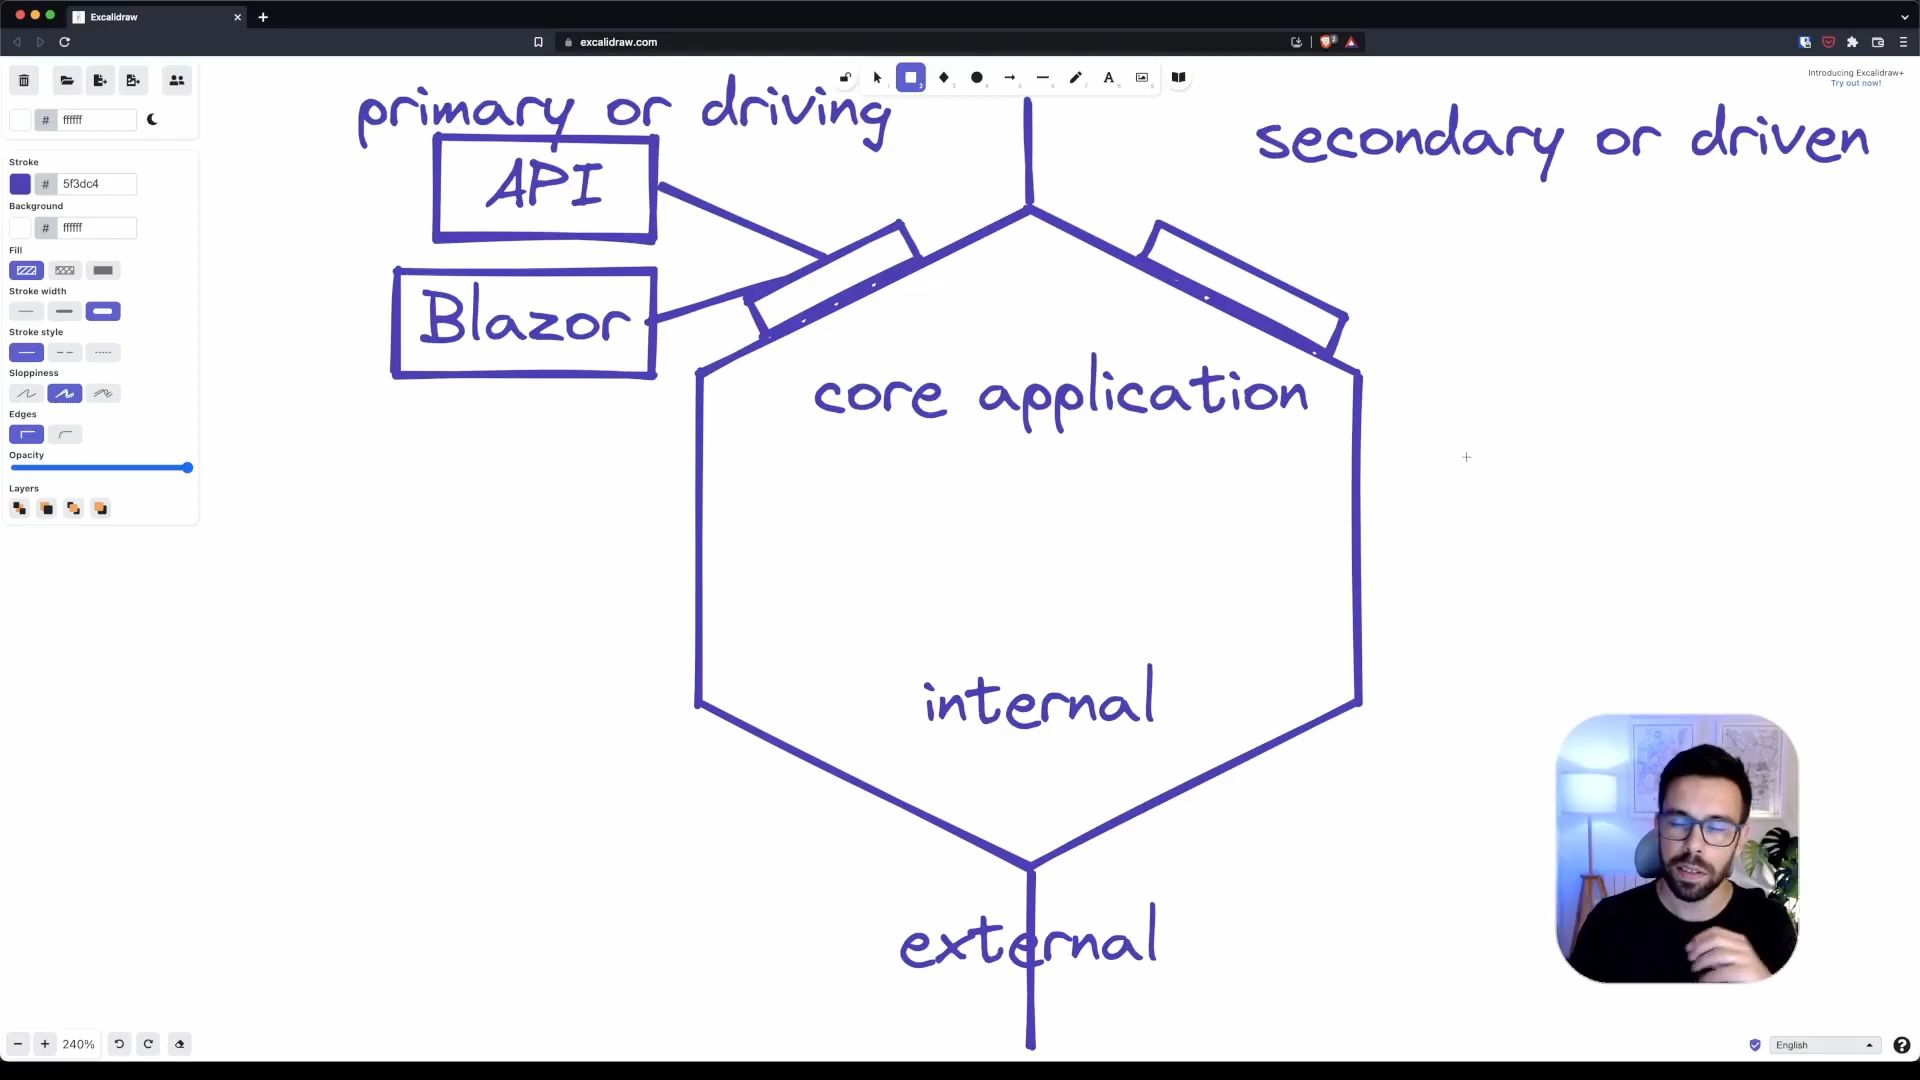 Excalidraw
excalidraw.com
2
Introducing Excalidraw+
Try out now!
# ffffff
Stroke
# 5f3dc4
Background
# ffffff
Fill
Stroke width
Stroke style
Sloppiness
Edges
Opacity
Layers
A
primary or driving
secondary or driven
API
Blazor
core application
internal
external
240%
English
?